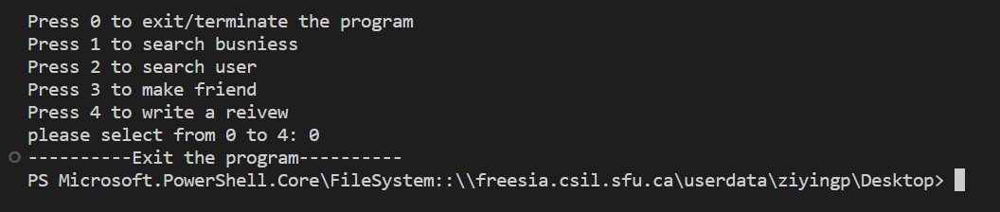 Press 0 to exit/terminate the program
Press 1 to search busniess
Press 2 to search user
Press 3 to make friend
Press 4 to write a reivew
please select from 0 to 4: 0
----------Exit the program----------
PS Microsoft.PowerShell.Core\FileSystem::\\freesia.csil.sfu.ca\userdata\ziyingp\Desktop>